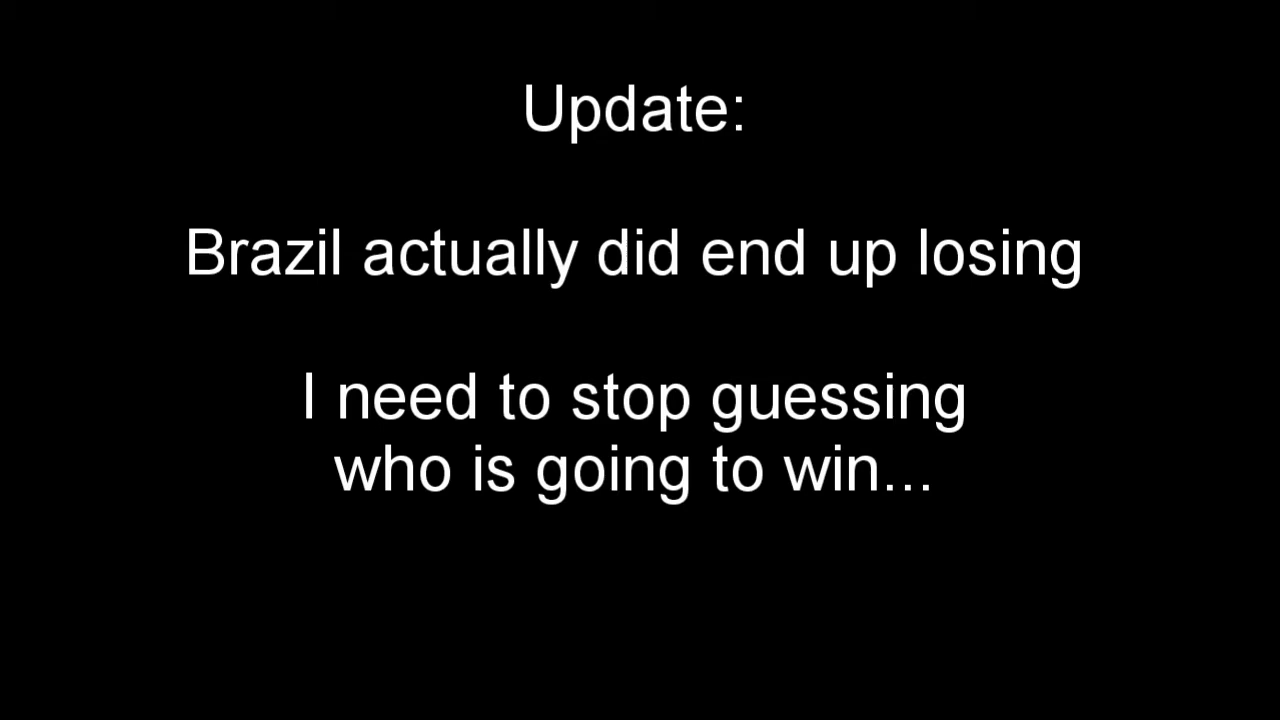 Update:
Brazil actually did end up losing
I need to stop guessing
who is going to win...